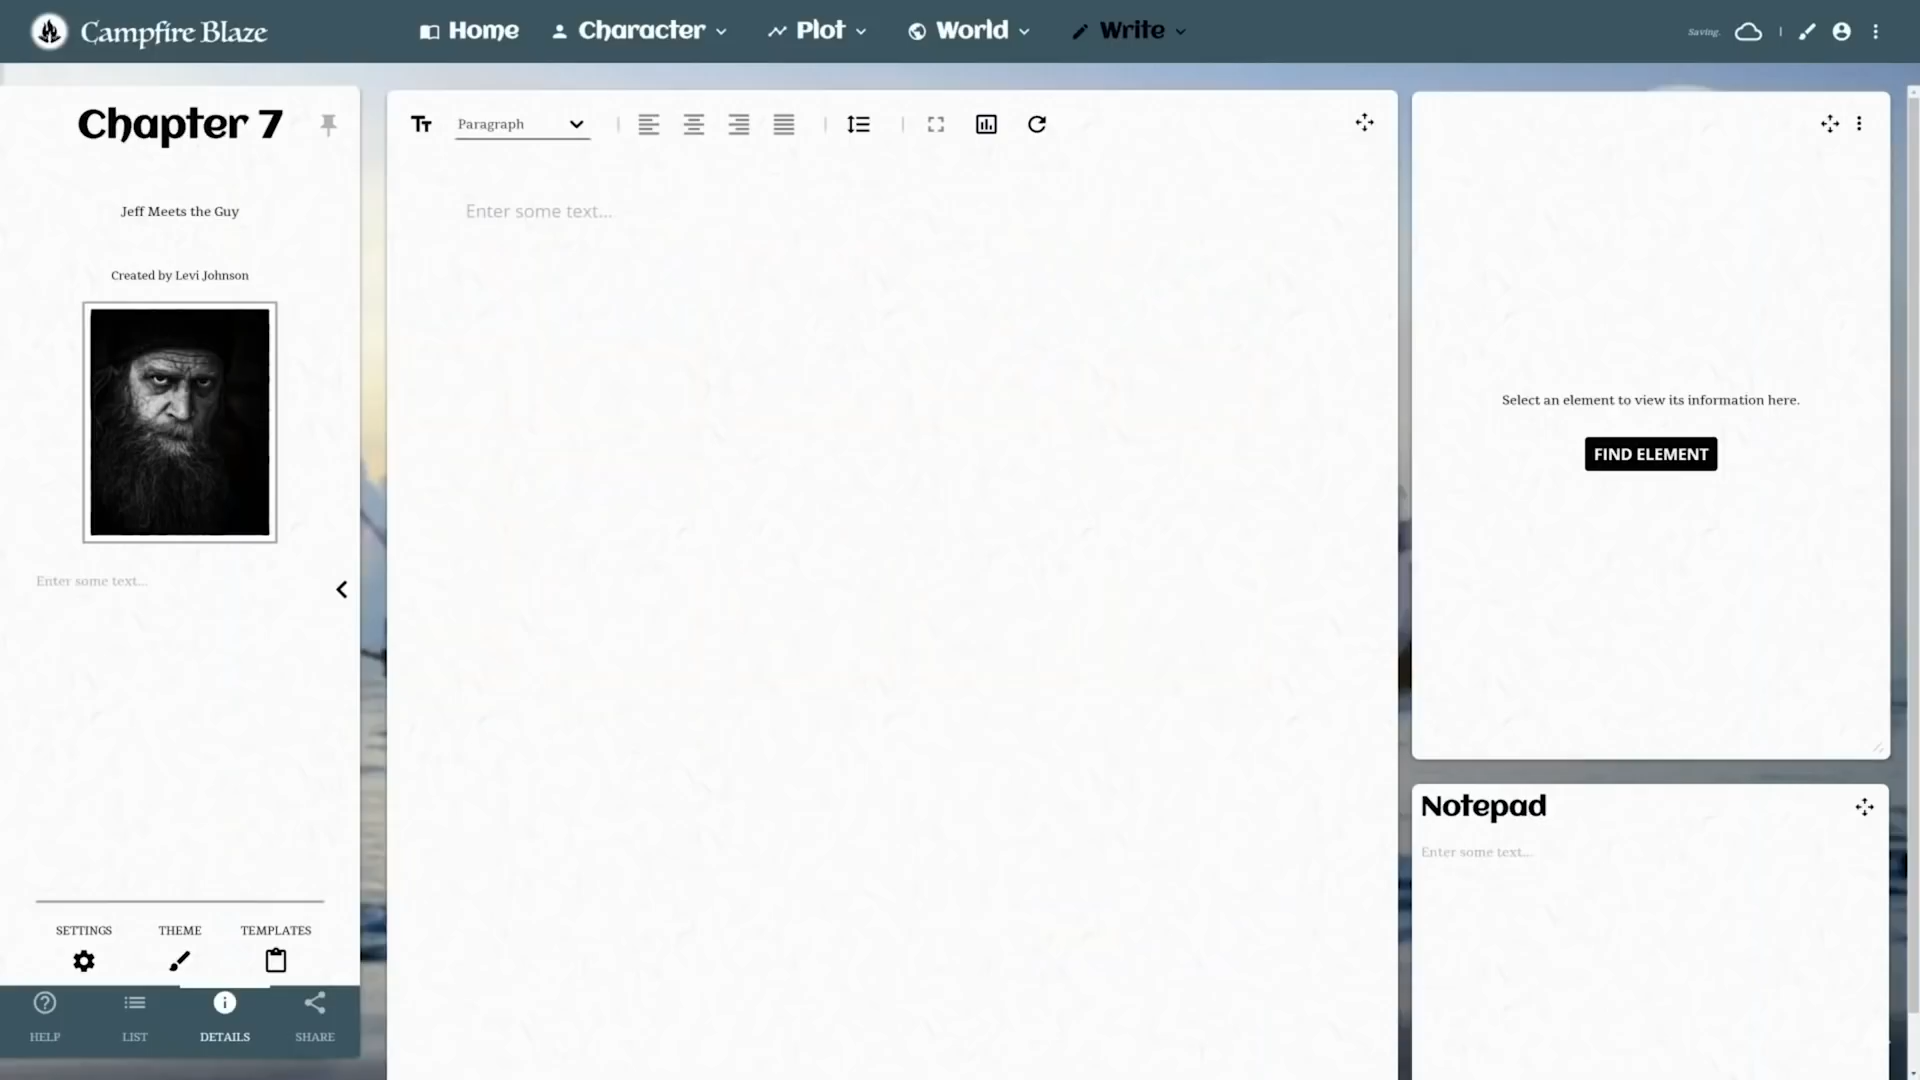 Campfire Blaze
Home
Character
Plot
World
Write
Saving.
Chapter 7
Jeff Meets the Guy
Created by Levi Johnson
Enter some text...
SETTINGS
THEME
TEMPLATES
HELP
LIST
DETAILS
SHARE
Paragraph
Enter some text...
Select an element to view its information here.
FIND ELEMENT
Notepad
Enter some text...